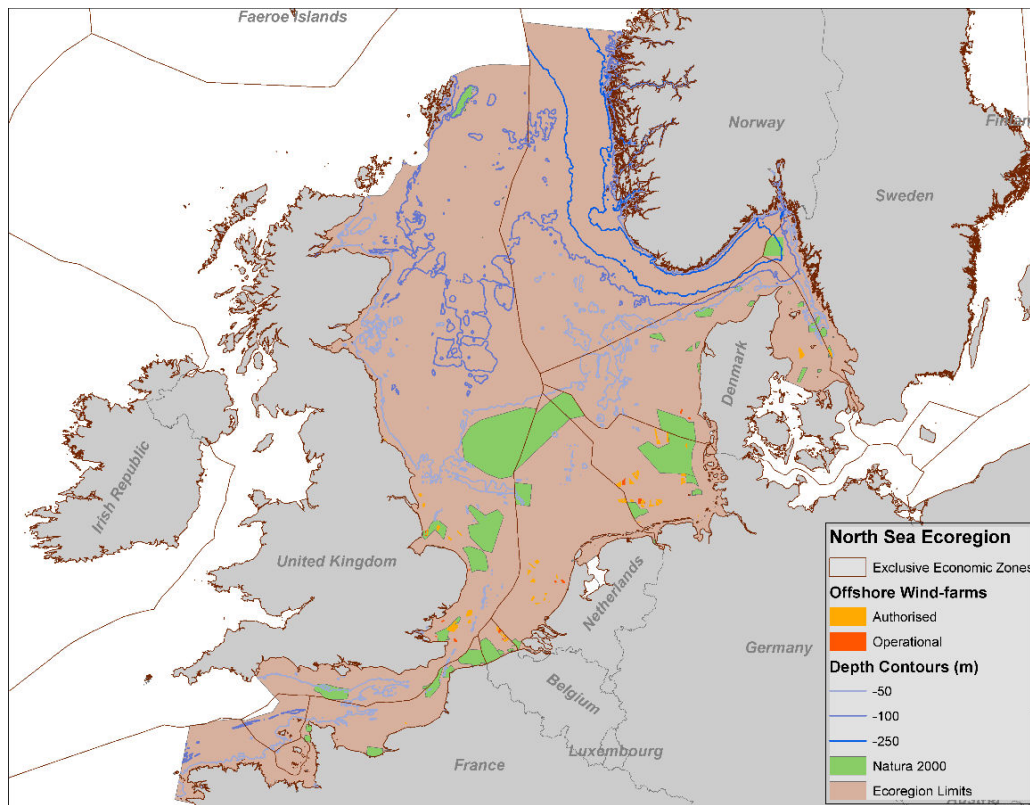 Faeroe Islands
Norway
Finlan
Sweden
Denmark
Irish Republic
United Kingdom
Netherlands
Germany
Belgium
Luxembourg
France
North Sea Ecoregion
Exclusive Economic Zones
Offshore Wind-farms
Authorised
Operational
Depth Contours (m)
-50
-100
-250
Natura 2000
Ecoregion Limits